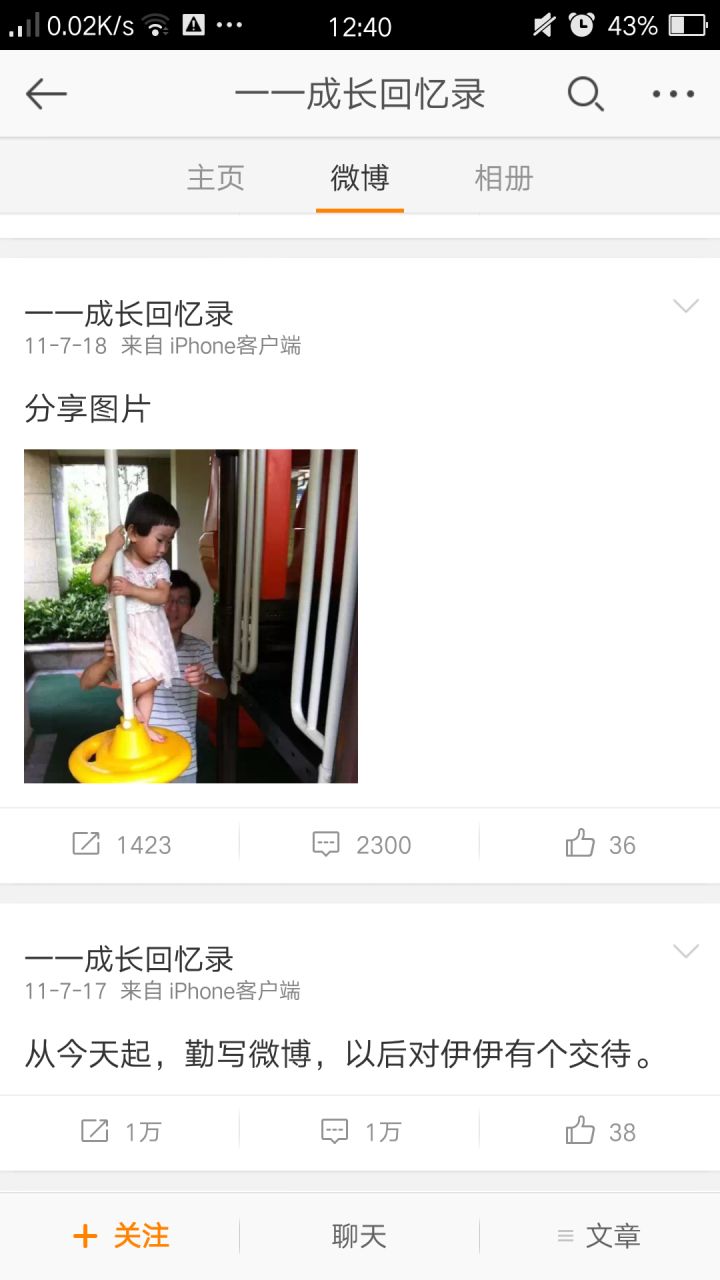 0.02K/s 12:40 43%
一一成长回忆录
主页 微博 相册
一一成长回忆录
11-7-18 来自 iPhone客户端
分享图片
1423 2300 36
一一成长回忆录
11-7-17 来自 iPhone客户端
从今天起，勤写微博，以后对伊伊有个交待。
1万 1万 38
关注 聊天 文章